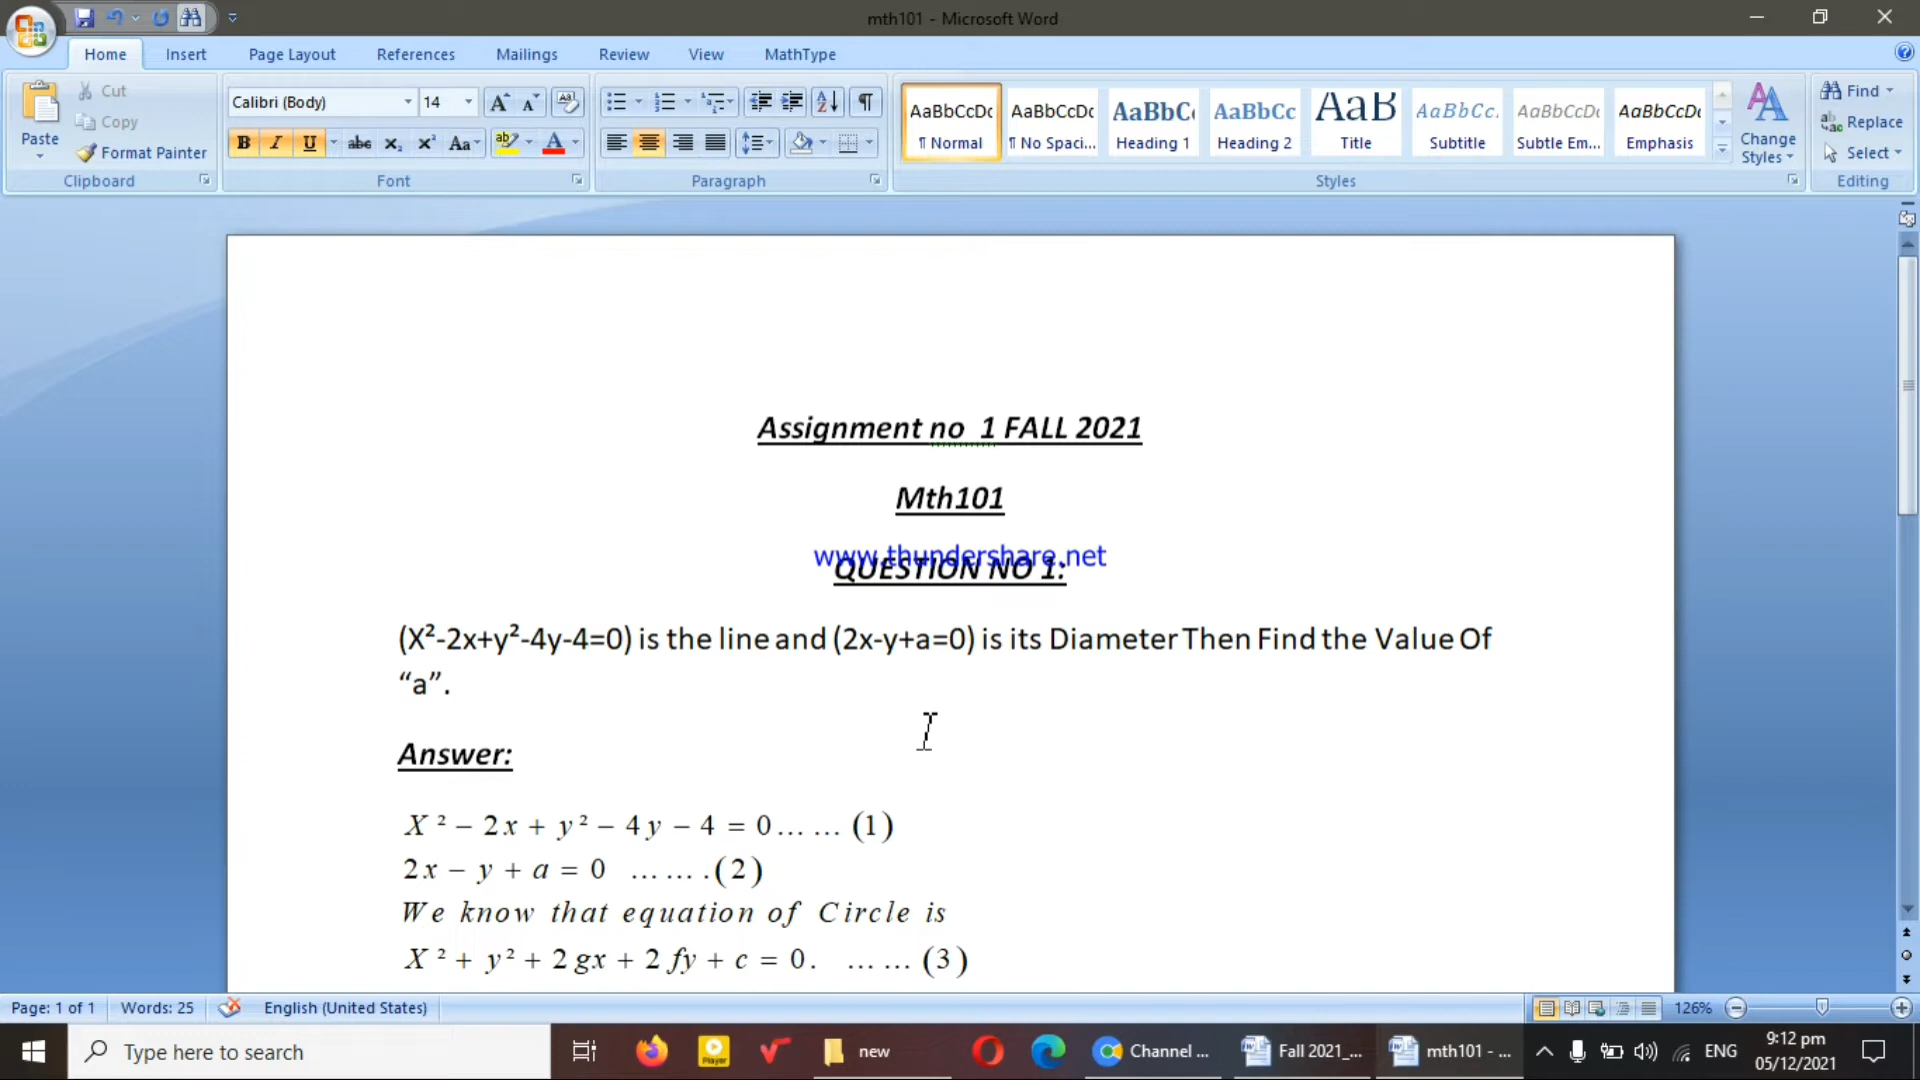 mth101 - Microsoft Word
Home Insert Page Layout References Mailings Review View MathType
Paste
Cut
Copy
Format Painter
Clipboard
Calibri (Body) 14
B I U abe X₂ X² Aa ab A
Font
Paragraph
AaBbCcDc AaBbCcDc AaBbC AaBbCc AaB AaBbCc. AaBbCcDc AaBbCcDc
¶ Normal ¶ No Spaci... Heading 1 Heading 2 Title Subtitle Subtle Em... Emphasis
Change Styles
Styles
Find
Replace
Select
Editing
Assignment no 1 FALL 2021
Mth101
www.thundershare.net
QUESTION NO 1:
(X²-2x+y²-4y-4=0) is the line and (2x-y+a=0) is its Diameter Then Find the Value Of
“a”.
Answer:
X² − 2x + y² − 4y − 4 = 0… … (1)
2x − y + a = 0 … … .(2)
We know that equation of Circle is
X² + y² + 2gx + 2fy + c = 0. … … (3)
Page: 1 of 1 Words: 25 English (United States) 126%
Type here to search
Player
new
Channel ...
Fall 2021_...
mth101 - ...
ENG
9:12 pm
05/12/2021